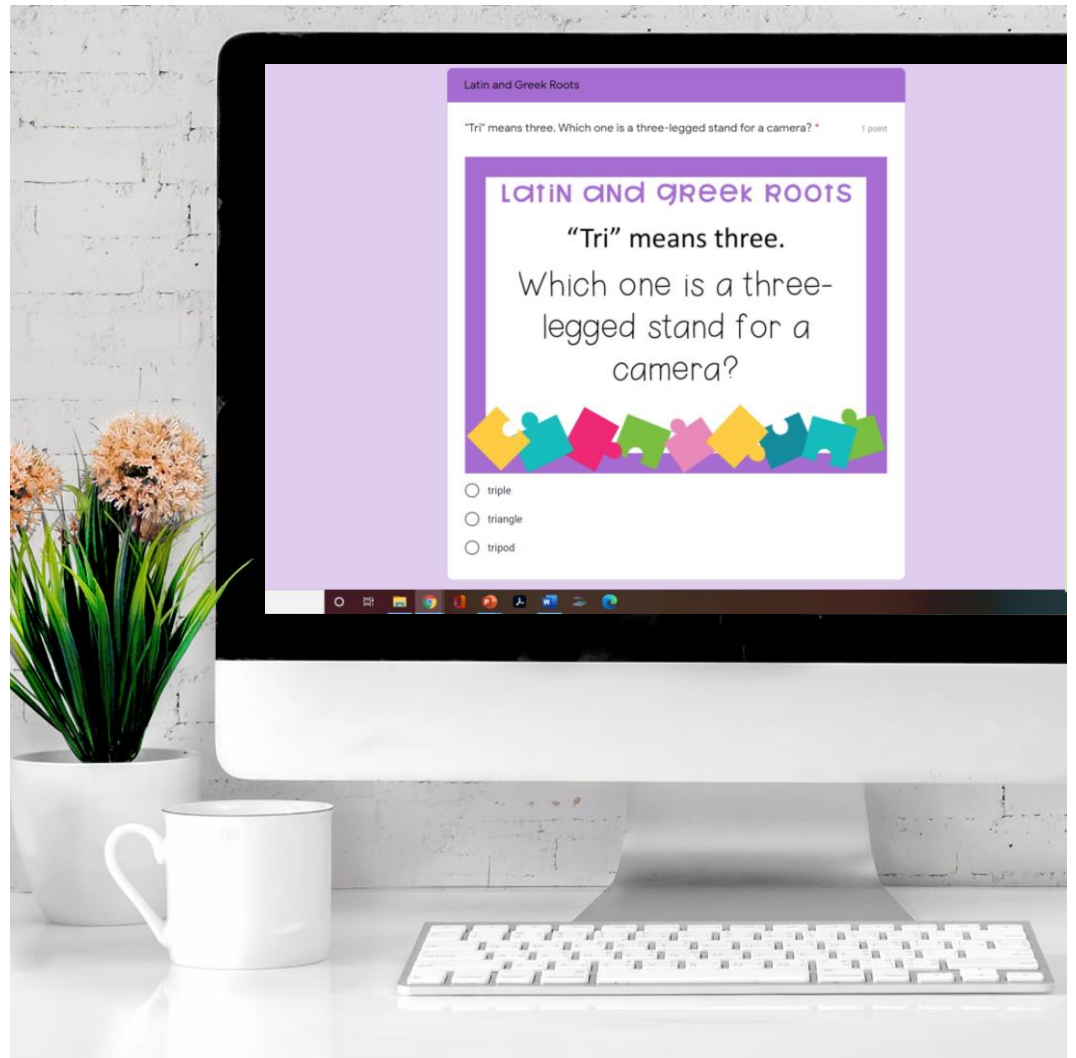 Latin and Greek Roots
"Tri" means three. Which one is a three-legged stand for a camera? * 1 point
Latin and Greek Roots
“Tri” means three.
Which one is a three-
legged stand for a
camera?
triple
triangle
tripod